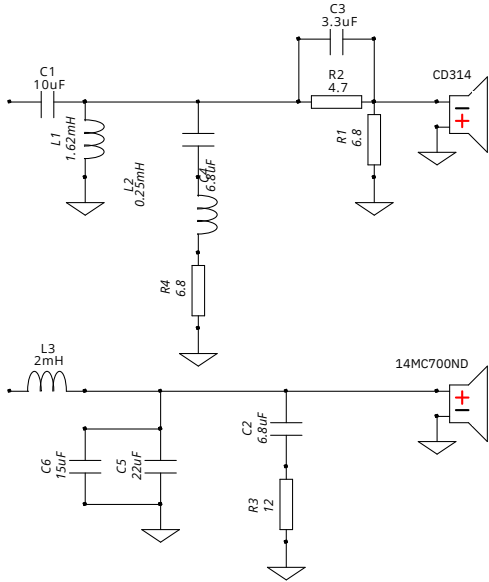 C3
3.3uF
C1
10uF
R2
4.7
CD314
L1
1.62mH
C4
6.8uF
R1
6.8
L2
0.25mH
R4
6.8
L3
2mH
14MC700ND
C2
6.8uF
C6
15uF
C5
22uF
R3
12